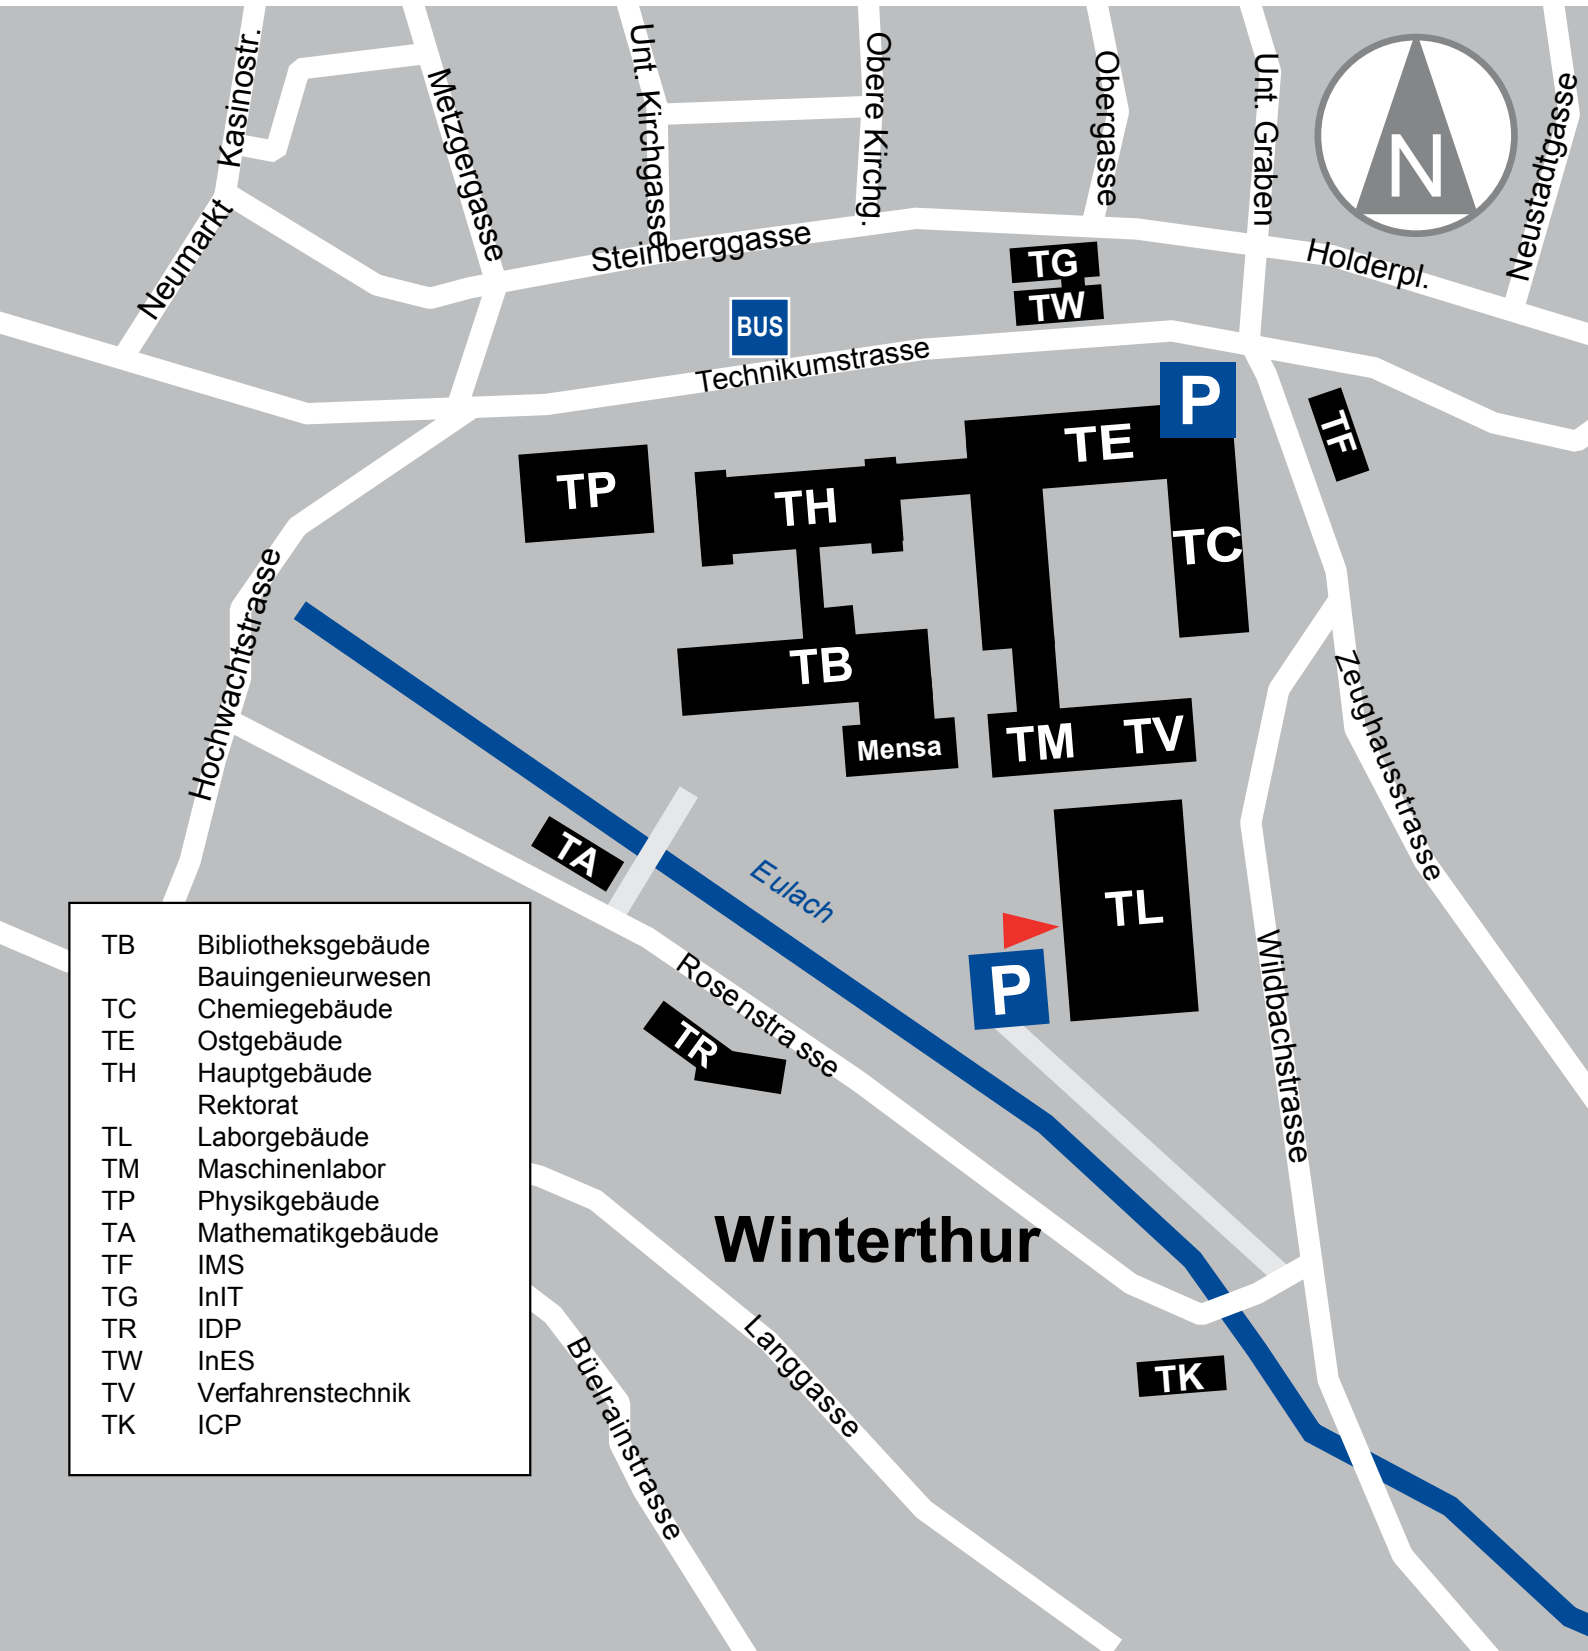 Kasinostr.
Metzgergasse
Unt. Kirchgasse
Obere Kirchg.
Obergasse
Unt. Graben
N
Neustadtgasse
Neumarkt
Steinberggasse
Holderpl.
TG
TW
BUS
Technikumstrasse
P
TF
TE
TP
TH
TC
Hochwachtstrasse
TB
Zeughausstrasse
Mensa
TM TV
TA
Eulach
TL
P
Rosenstrasse
Wildbachstrasse
TR
TB Bibliotheksgebäude
Bauingenieurwesen
TC Chemiegebäude
TE Ostgebäude
TH Hauptgebäude
Rektorat
TL Laborgebäude
TM Maschinenlabor
TP Physikgebäude
TA Mathematikgebäude
TF IMS
TG InIT
TR IDP
TW InES
TV Verfahrenstechnik
TK ICP
Winterthur
Langgasse
Büelrainstrasse
TK